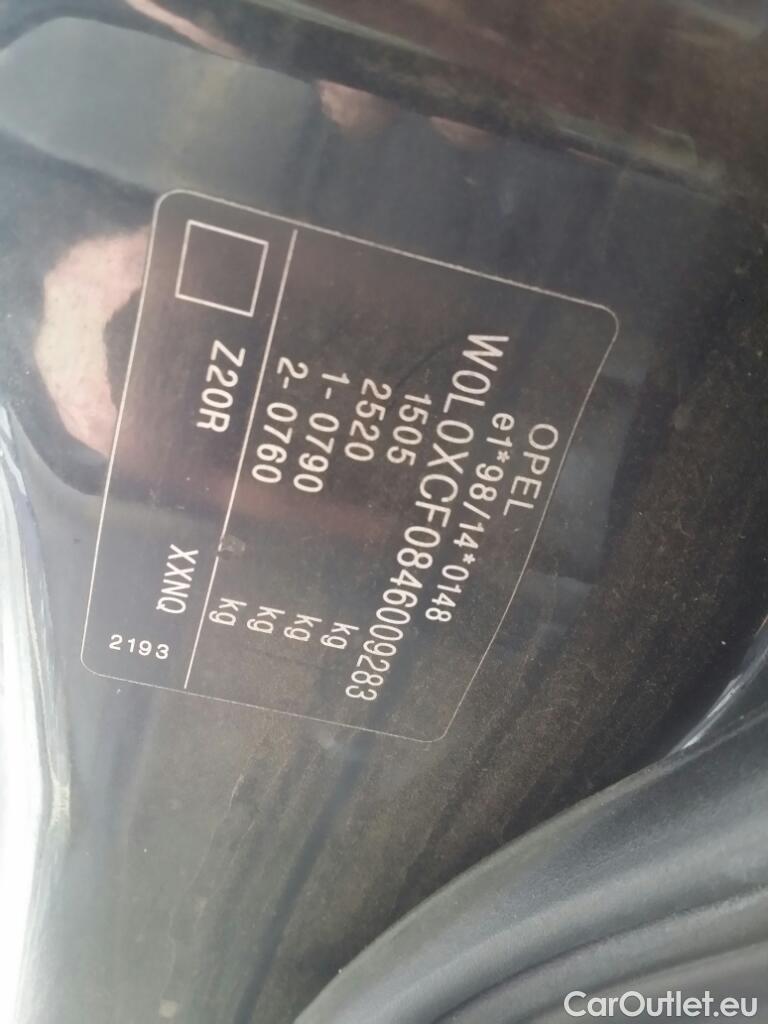 OPEL
e1*98/14*0148
W0L0XCF0846009283
1505 kg
2520 kg
1- 0790 kg
2- 0760 kg
Z20R XXNQ
2193
CarOutlet.eu